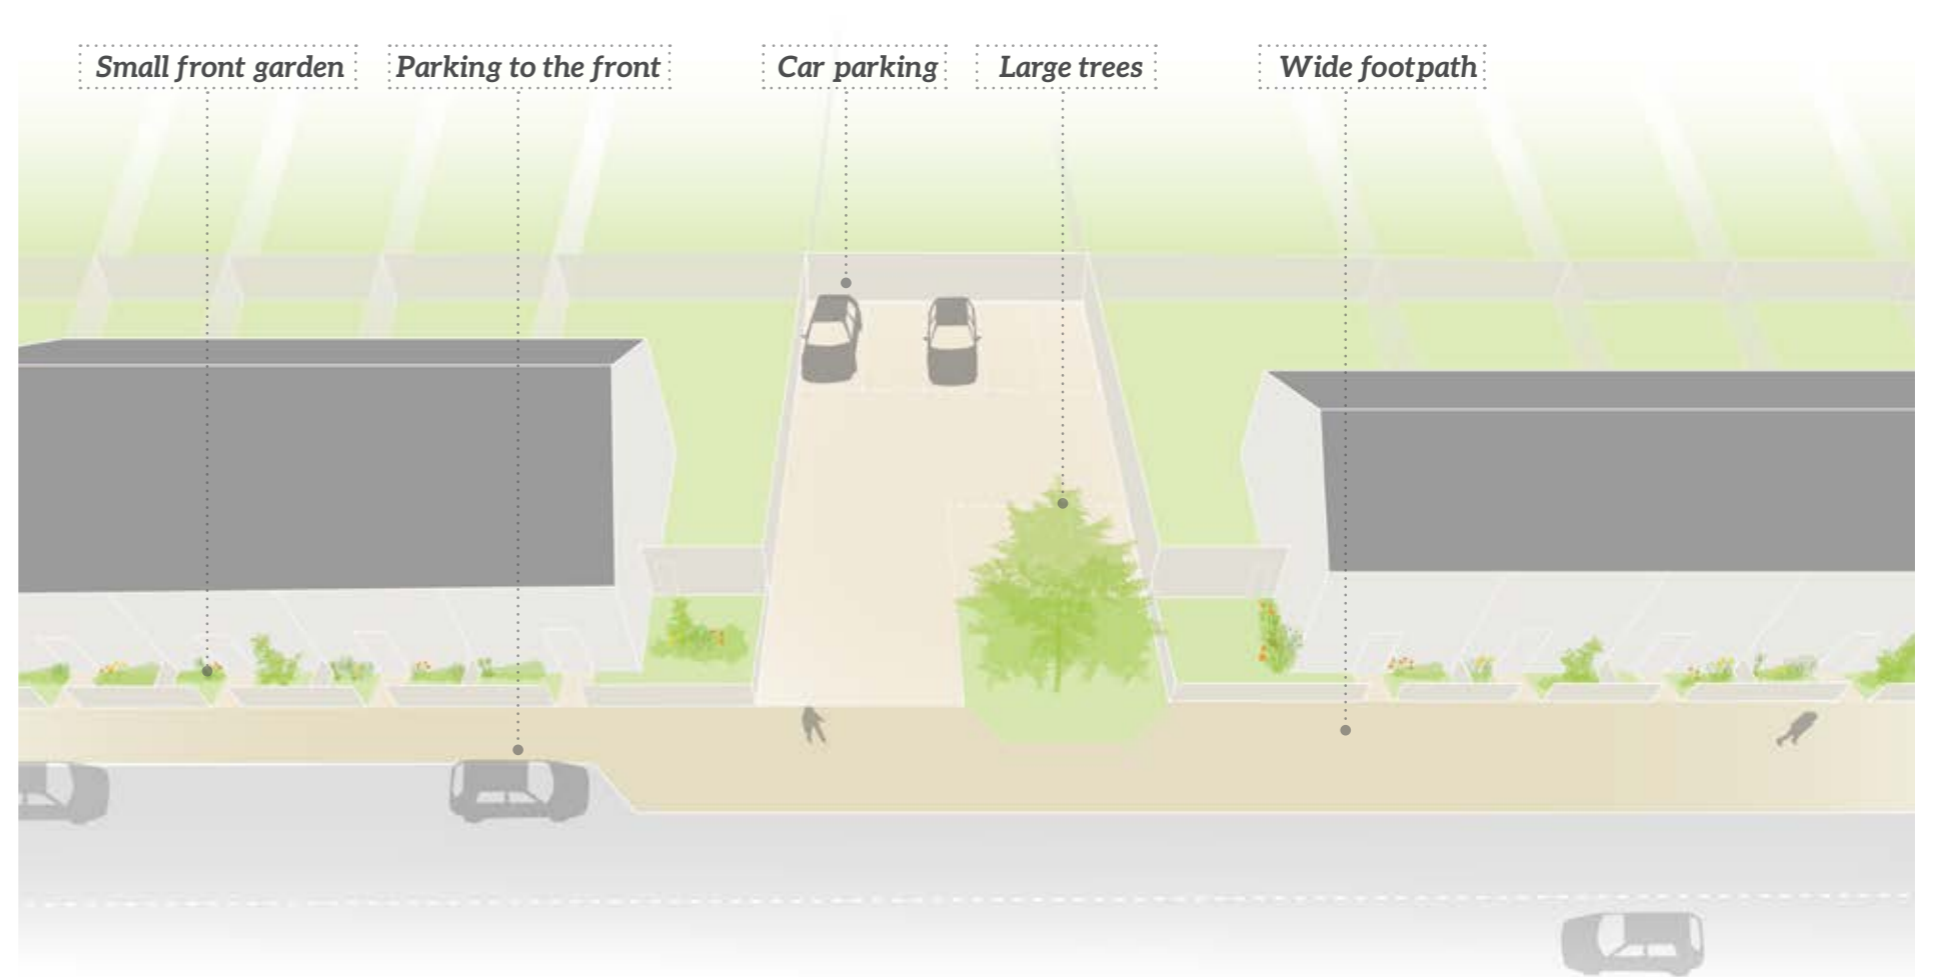 Small front garden
Parking to the front
Car parking
Large trees
Wide footpath